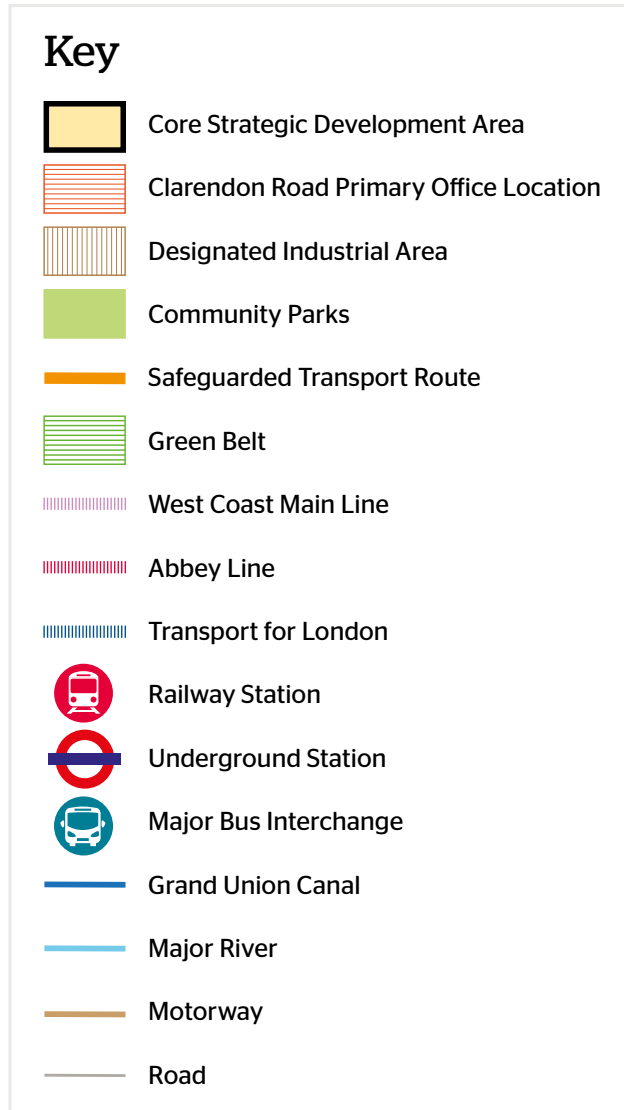 Key
Core Strategic Development Area
Clarendon Road Primary Office Location
Designated Industrial Area
Community Parks
Safeguarded Transport Route
Green Belt
West Coast Main Line
Abbey Line
Transport for London
Railway Station
Underground Station
Major Bus Interchange
Grand Union Canal
Major River
Motorway
Road